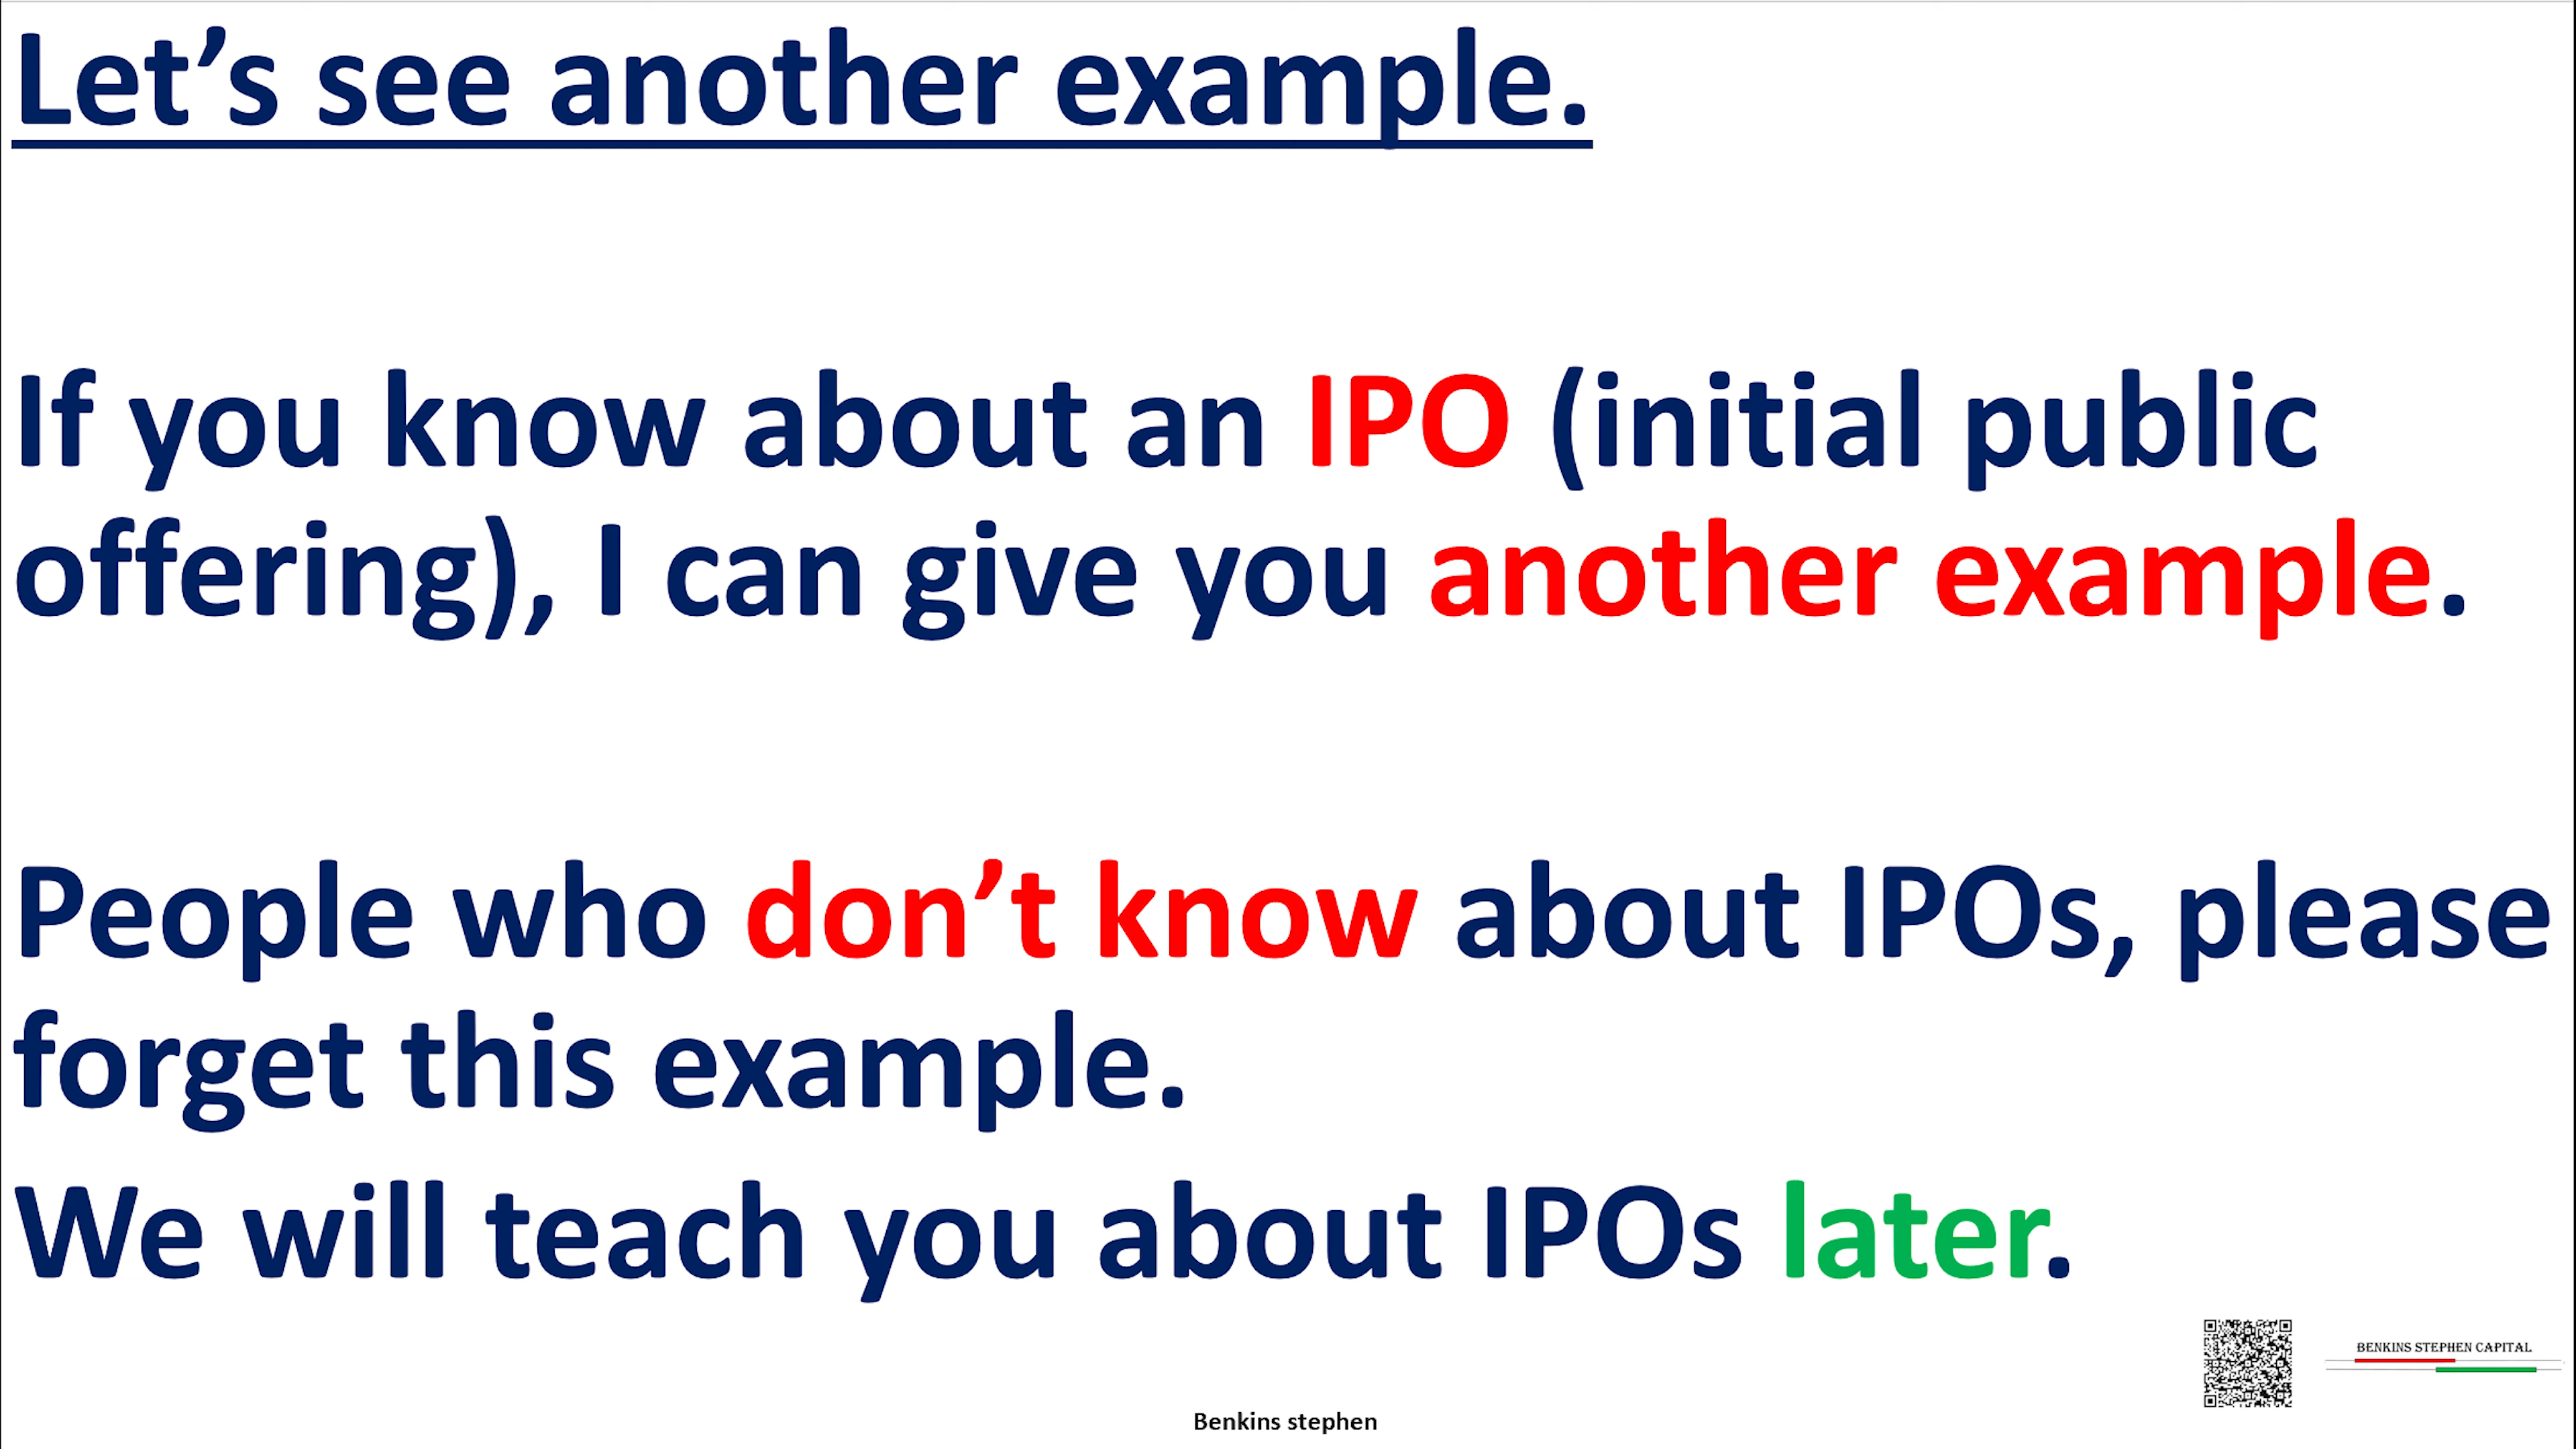 Let’s see another example.
If you know about an IPO (initial public
offering), I can give you another example.
People who don’t know about IPOs, please
forget this example.
We will teach you about IPOs later.
BENKINS STEPHEN CAPITAL
Benkins stephen